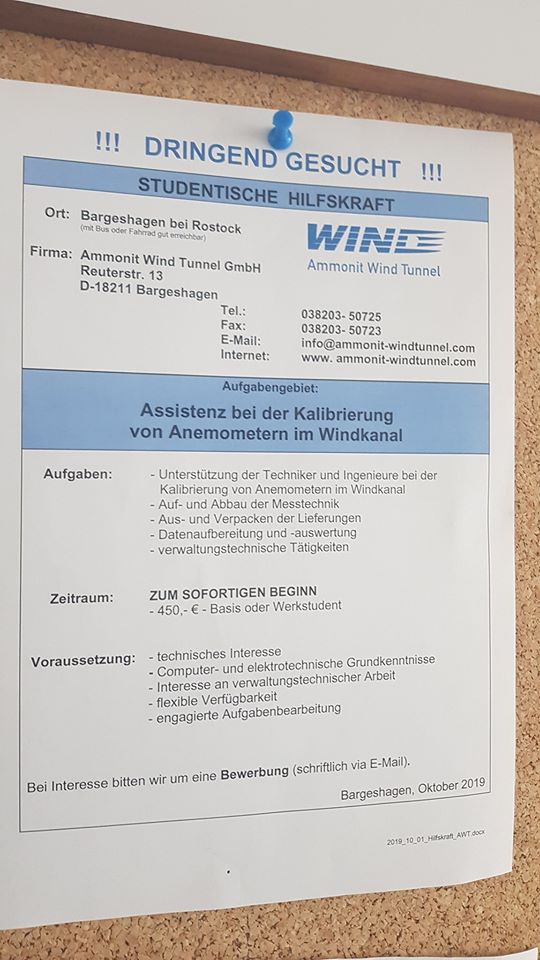 !!! DRINGEND GESUCHT !!!
STUDENTISCHE HILFSKRAFT
Ort: Bargeshagen bei Rostock
(mit Bus oder Fahrrad gut erreichbar)
WIND
Ammonit Wind Tunnel
Firma: Ammonit Wind Tunnel GmbH
Reuterstr. 13
D-18211 Bargeshagen
Tel.: 038203- 50725
Fax: 038203- 50723
E-Mail: info@ammonit-windtunnel.com
Internet: www. ammonit-windtunnel.com
Aufgabengebiet:
Assistenz bei der Kalibrierung
von Anemometern im Windkanal
Aufgaben: - Unterstützung der Techniker und Ingenieure bei der
Kalibrierung von Anemometern im Windkanal
- Auf- und Abbau der Messtechnik
- Aus- und Verpacken der Lieferungen
- Datenaufbereitung und -auswertung
- verwaltungstechnische Tätigkeiten
Zeitraum: ZUM SOFORTIGEN BEGINN
- 450,- € - Basis oder Werkstudent
Voraussetzung: - technisches Interesse
- Computer- und elektrotechnische Grundkenntnisse
- Interesse an verwaltungstechnischer Arbeit
- flexible Verfügbarkeit
- engagierte Aufgabenbearbeitung
Bei Interesse bitten wir um eine Bewerbung (schriftlich via E-Mail).
Bargeshagen, Oktober 2019
2019_10_01_Hilfskraft_AWT.docx